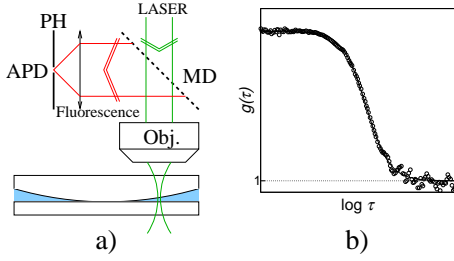 PH
LASER
APD
MD
Fluorescence
Obj.
a)
g(τ)
1
log τ
b)